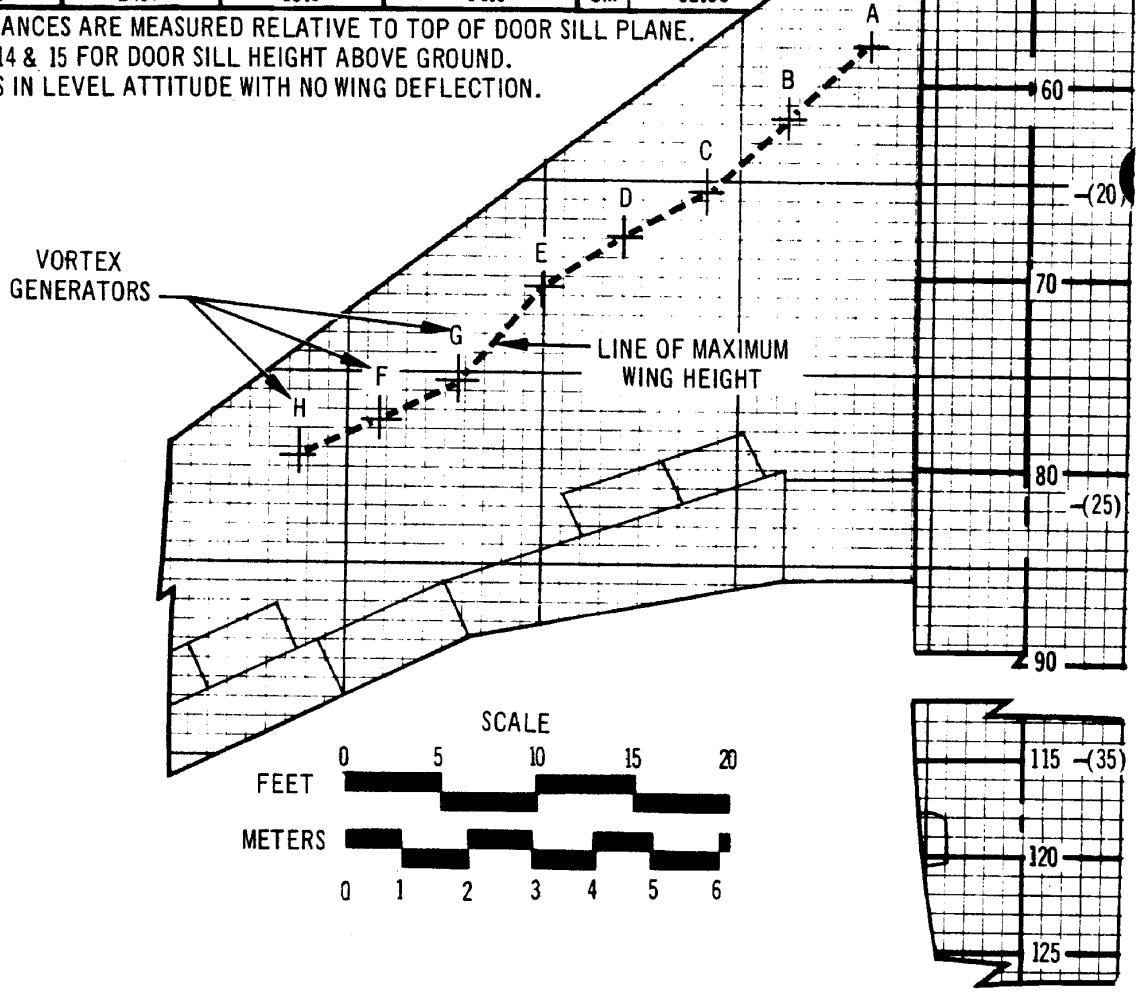 ANCES ARE MEASURED RELATIVE TO TOP OF DOOR SILL PLANE.
14 & 15 FOR DOOR SILL HEIGHT ABOVE GROUND.
S IN LEVEL ATTITUDE WITH NO WING DEFLECTION.
A
B
60
C
-(20)
D
VORTEX
GENERATORS
E
70
G
LINE OF MAXIMUM
WING HEIGHT
F
H
80
-(25)
90
SCALE
0 5 10 15 20
FEET
METERS
0 1 2 3 4 5 6
115 -(35)
120
125